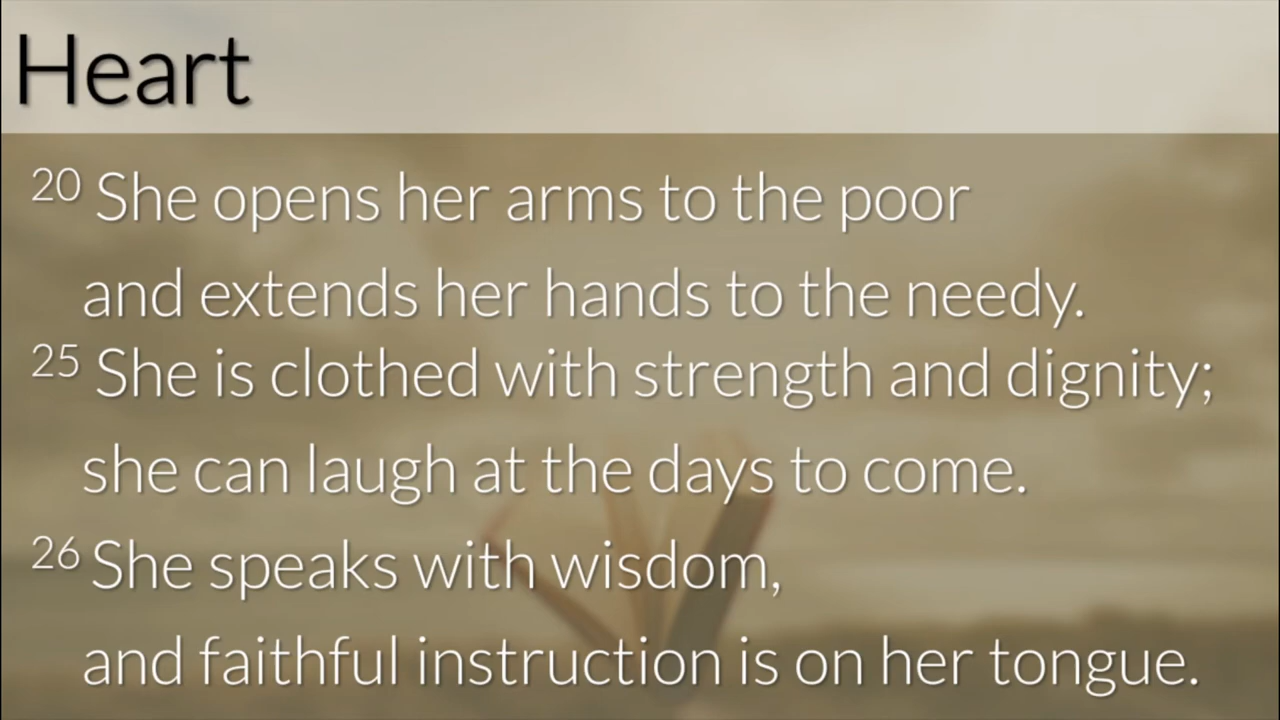 Heart
20 She opens her arms to the poor
and extends her hands to the needy.
25 She is clothed with strength and dignity;
she can laugh at the days to come.
26 She speaks with wisdom,
and faithful instruction is on her tongue.